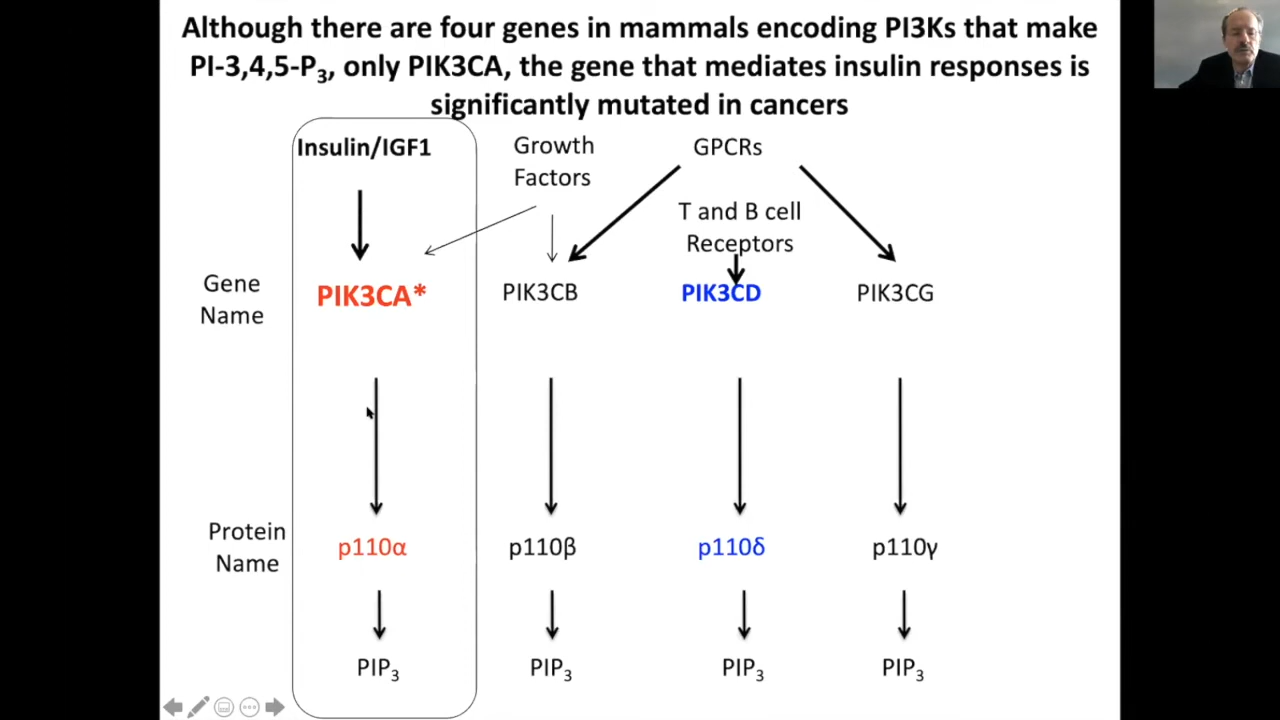 Although there are four genes in mammals encoding PI3Ks that make
PI-3,4,5-P₃, only PIK3CA, the gene that mediates insulin responses is
significantly mutated in cancers
Insulin/IGF1
Growth
Factors
GPCRs
T and B cell
Receptors
Gene
Name
PIK3CA*
PIK3CB
PIK3CD
PIK3CG
Protein
Name
p110α
p110β
p110δ
p110γ
PIP₃
PIP₃
PIP₃
PIP₃